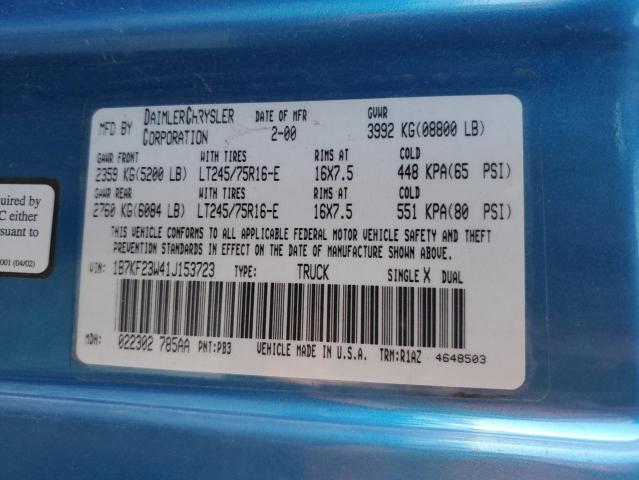 MFD BY DAIMLERCHRYSLER CORPORATION DATE OF MFR 2-00 GVWR 3992 KG(08800 LB)
GAWR FRONT WITH TIRES RIMS AT COLD
2359 KG(5200 LB) LT245/75R16-E 16X7.5 448 KPA(65 PSI)
GAWR REAR WITH TIRES RIMS AT COLD
2760 KG(6084 LB) LT245/75R16-E 16X7.5 551 KPA(80 PSI)
THIS VEHICLE CONFORMS TO ALL APPLICABLE FEDERAL MOTOR VEHICLE SAFETY AND THEFT
PREVENTION STANDARDS IN EFFECT ON THE DATE OF MANUFACTURE SHOWN ABOVE.
VIN: 1B7KF23W41J153723 TYPE: TRUCK SINGLE X DUAL
MDH: 022302 785AA PNT:PB3 VEHICLE MADE IN U.S.A. TRM:R1AZ 4648503
quired by
C either
rsuant to
001 (04/02)